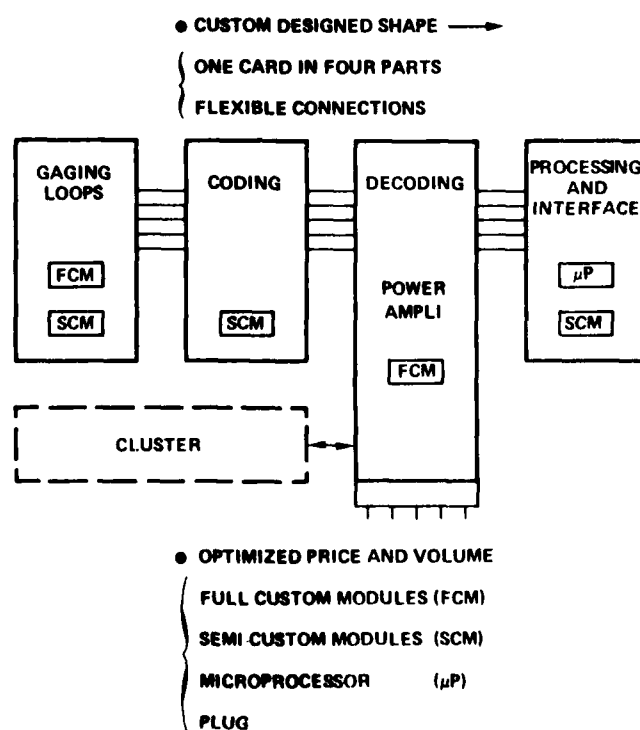 ● CUSTOM DESIGNED SHAPE →
ONE CARD IN FOUR PARTS
FLEXIBLE CONNECTIONS
GAGING
LOOPS
FCM
SCM
CODING
SCM
DECODING
POWER
AMPLI
FCM
PROCESSING
AND
INTERFACE
μP
SCM
CLUSTER
● OPTIMIZED PRICE AND VOLUME
FULL CUSTOM MODULES (FCM)
SEMI-CUSTOM MODULES (SCM)
MICROPROCESSOR (μP)
PLUG